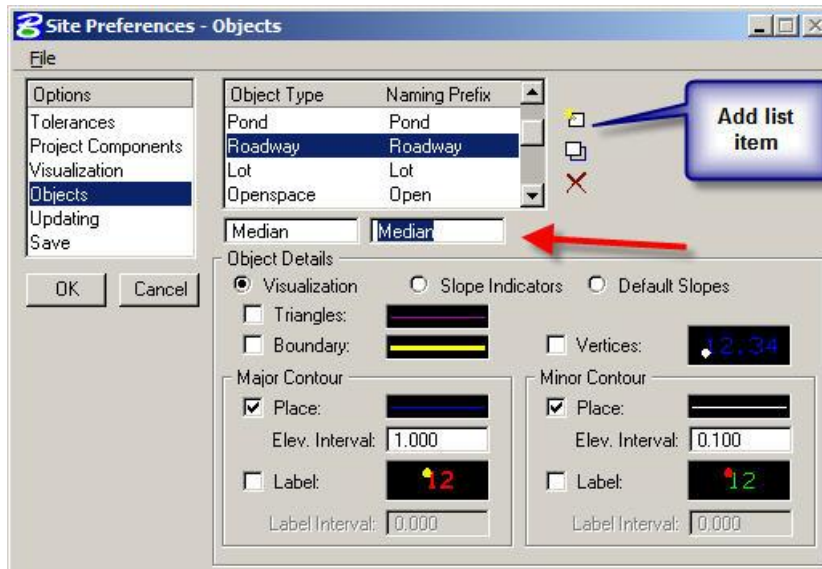 Site Preferences - Objects
File
Options
Tolerances
Project Components
Visualization
Objects
Updating
Save
OK Cancel
Object Type Naming Prefix
Pond Pond
Roadway Roadway
Lot Lot
Openspace Open
Median Median
Add list
item
Object Details
Visualization Slope Indicators Default Slopes
Triangles:
Boundary: Vertices: 12.34
Major Contour
Place:
Elev. Interval: 1.000
Label: 12
Label Interval: 0.000
Minor Contour
Place:
Elev. Interval: 0.100
Label: 12
Label Interval: 0.000